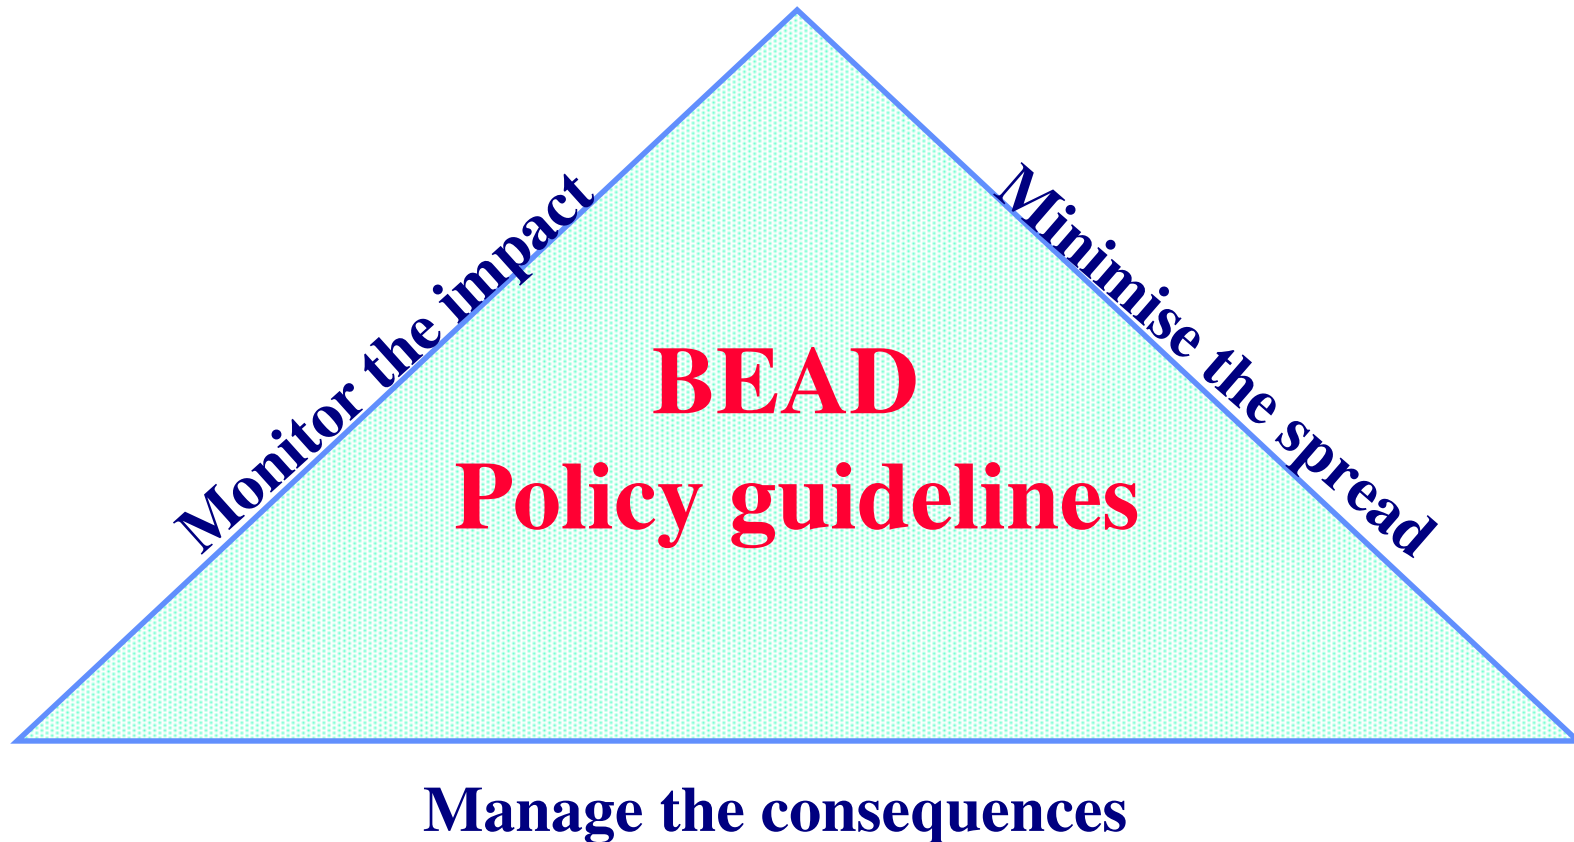 Monitor the impact
Minimise the spread
BEAD
Policy guidelines
Manage the consequences